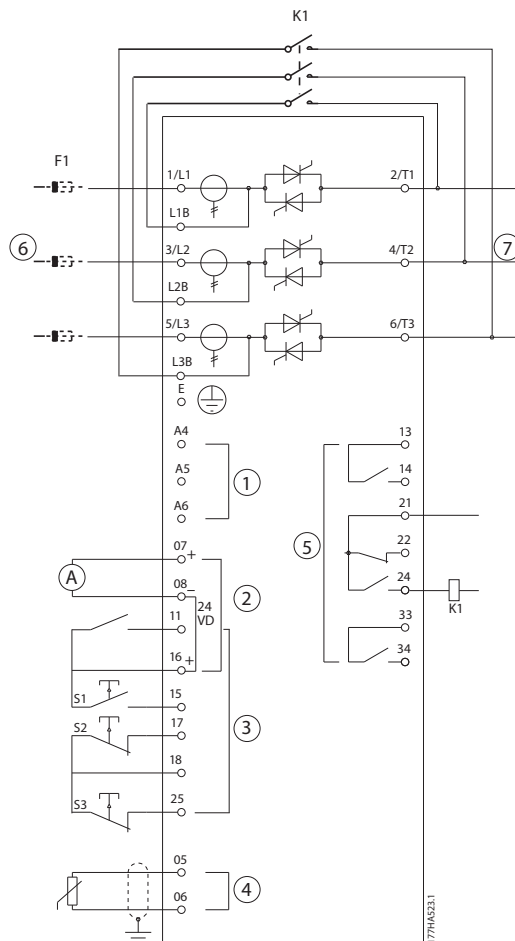 K1
F1
1/L1
2/T1
L1B
6
3/L2
4/T2
7
L2B
5/L3
6/T3
L3B
E
A4
13
A5
1
14
A6
21
5
07 +
22
A
08 –
2
24
24
VD
K1
11
33
16 +
34
S1
15
3
S2
17
18
S3
25
05
4
06
177HA523.1